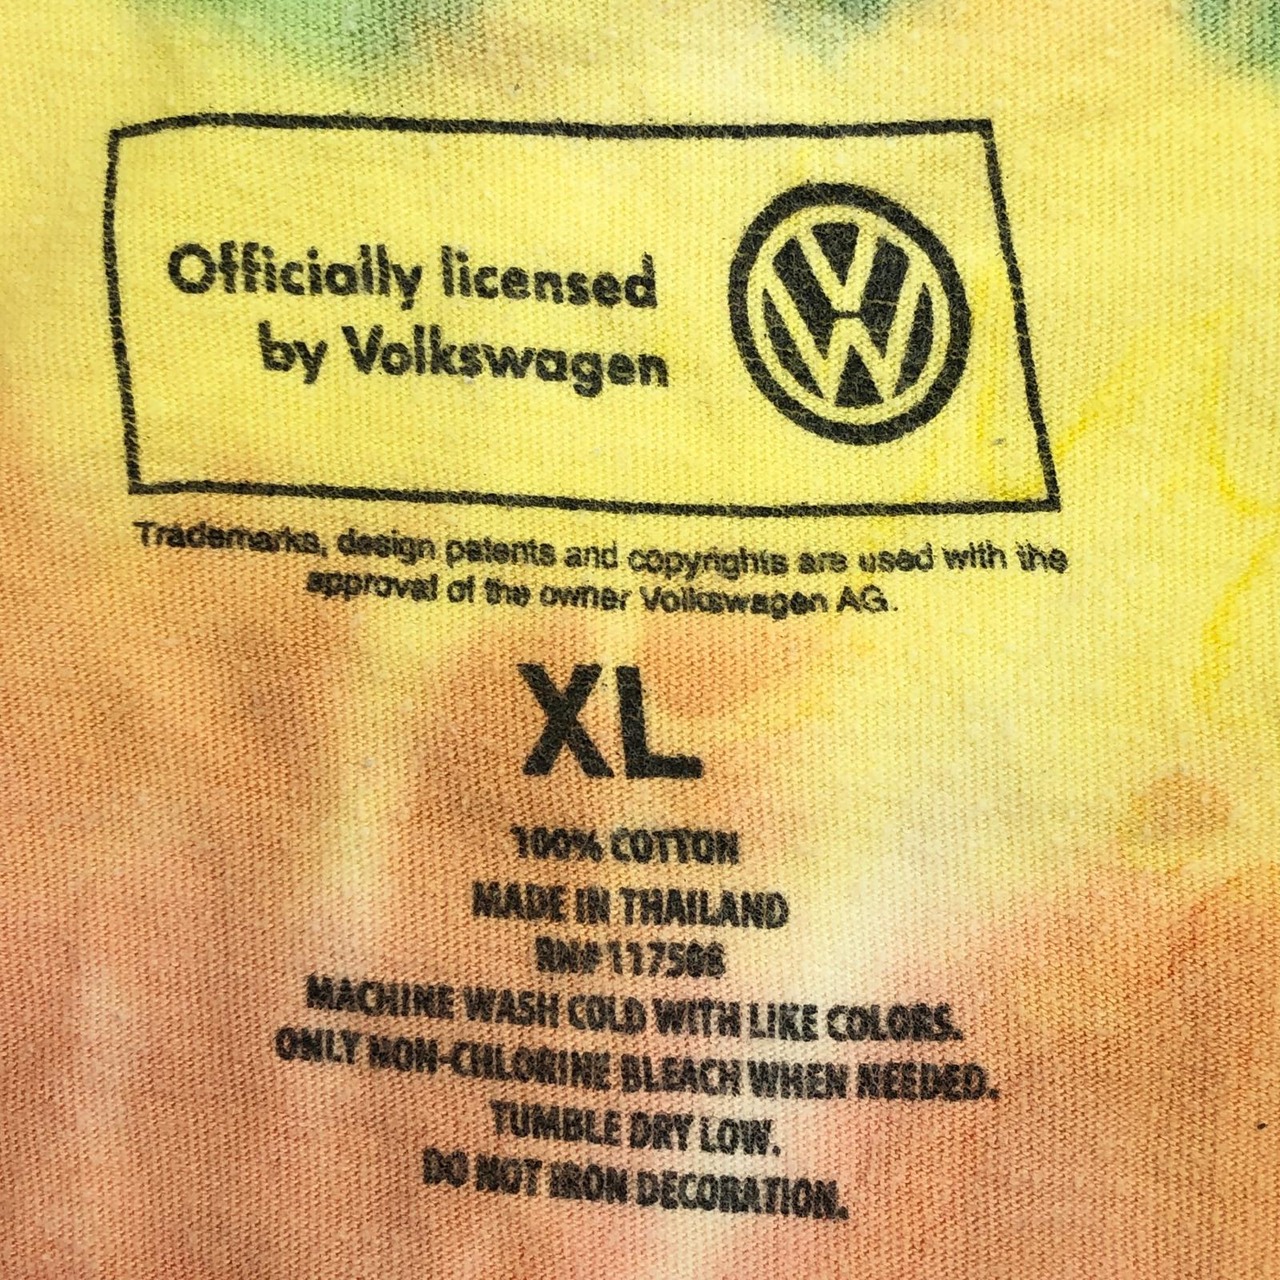 Officially licensed
by Volkswagen
Trademarks, design patents and copyrights are used with the
approval of the owner Volkswagen AG.
XL
100% COTTON
MADE IN THAILAND
RN#117506
MACHINE WASH COLD WITH LIKE COLORS.
ONLY NON-CHLORINE BLEACH WHEN NEEDED.
TUMBLE DRY LOW.
DO NOT IRON DECORATION.